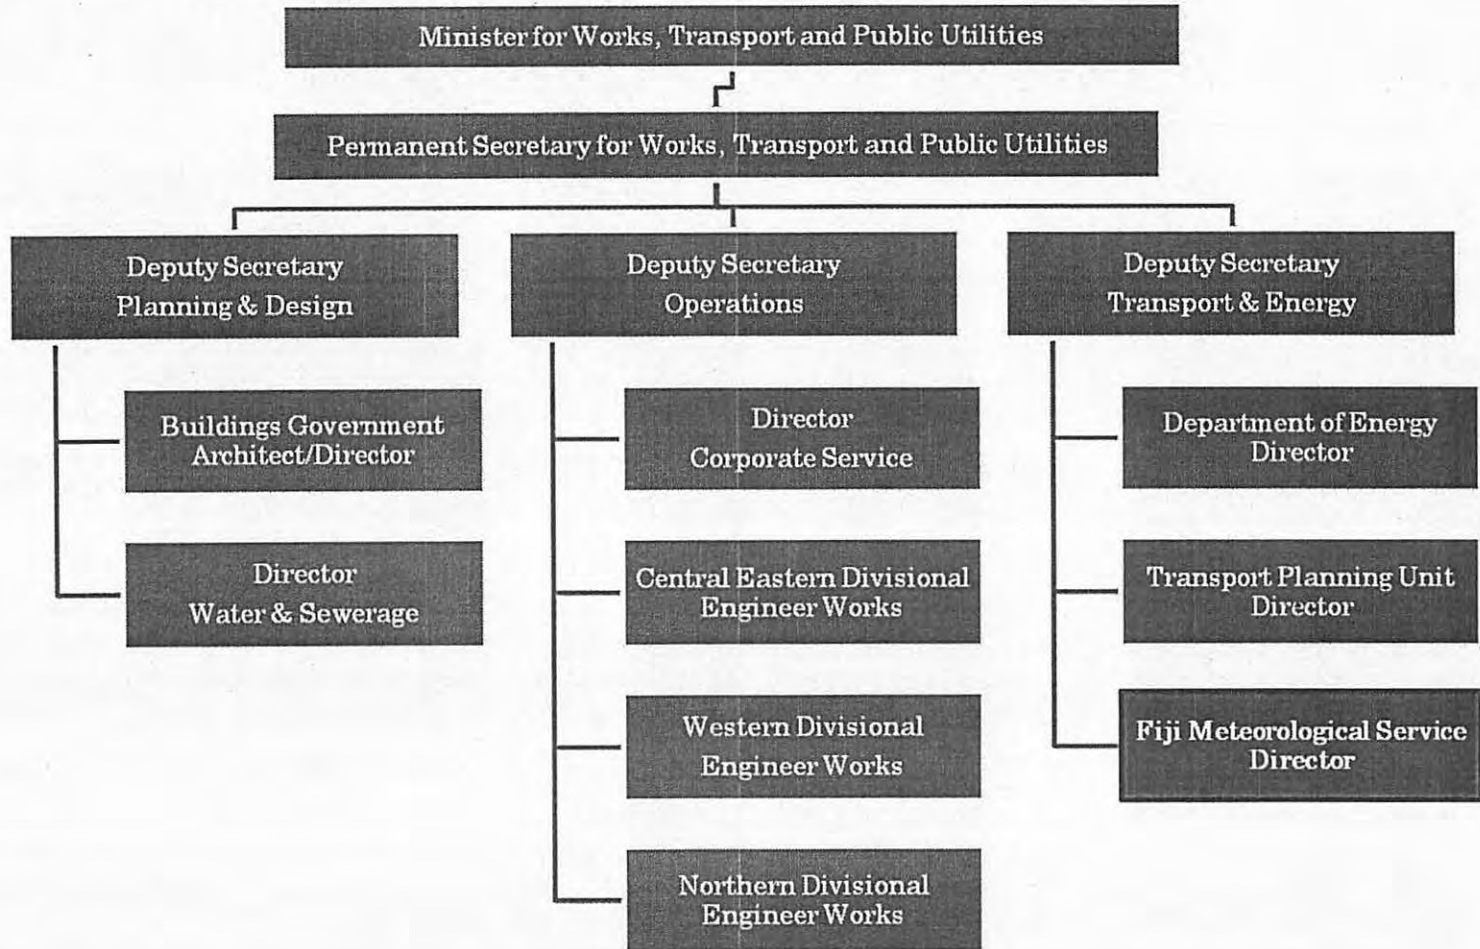 Minister for Works, Transport and Public Utilities
Permanent Secretary for Works, Transport and Public Utilities
Deputy Secretary
Planning & Design
Buildings Government
Architect/Director
Director
Water & Sewerage
Deputy Secretary
Operations
Director
Corporate Service
Central Eastern Divisional
Engineer Works
Western Divisional
Engineer Works
Northern Divisional
Engineer Works
Deputy Secretary
Transport & Energy
Department of Energy
Director
Transport Planning Unit
Director
Fiji Meteorological Service
Director